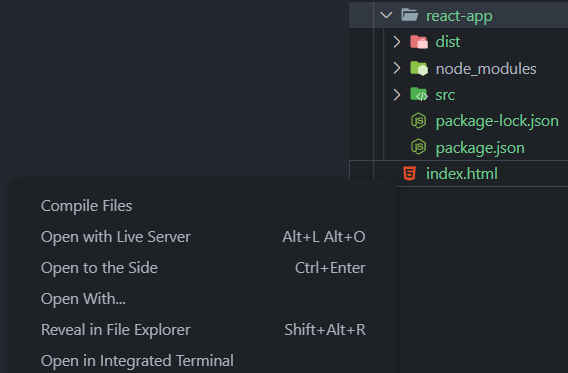 react-app
dist
node_modules
src
package-lock.json
package.json
index.html
Compile Files
Open with Live Server Alt+L Alt+O
Open to the Side Ctrl+Enter
Open With...
Reveal in File Explorer Shift+Alt+R
Open in Integrated Terminal